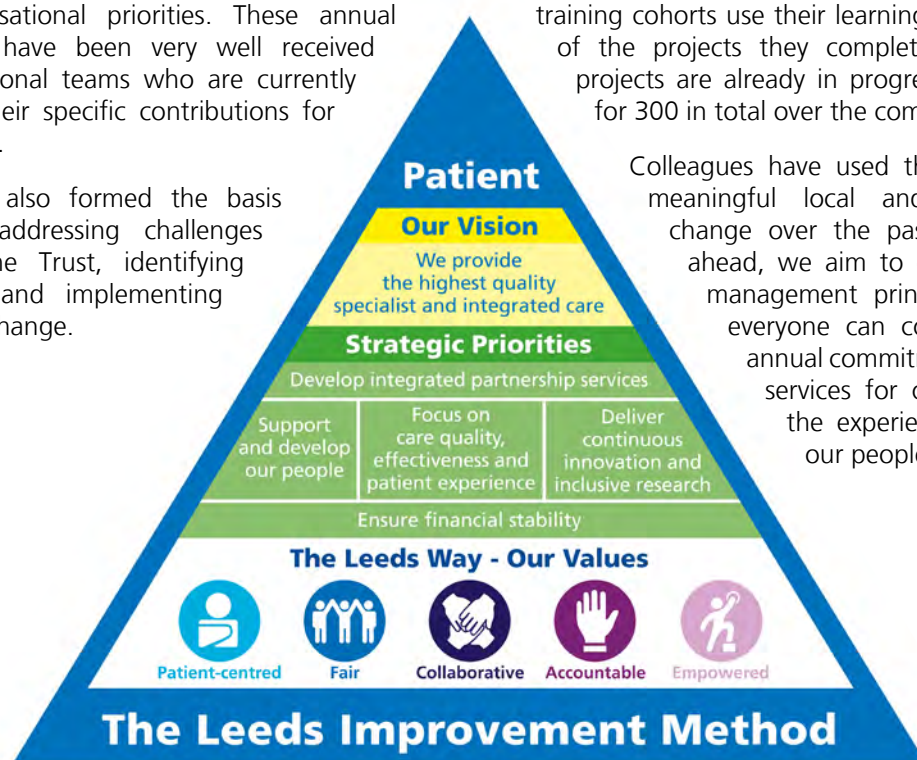 sational priorities. These annual
have been very well received
onal teams who are currently
eir specific contributions for
.
also formed the basis
addressing challenges
e Trust, identifying
and implementing
hange.
training cohorts use their learning
of the projects they complet
projects are already in progre
for 300 in total over the com
Colleagues have used th
meaningful local and
change over the pas
ahead, we aim to
management prin
everyone can co
annual commit
services for
the experie
our people
Patient
Our Vision
We provide
the highest quality
specialist and integrated care
Strategic Priorities
Develop integrated partnership services
Support
and develop
our people
Focus on
care quality,
effectiveness and
patient experience
Deliver
continuous
innovation and
inclusive research
Ensure financial stability
The Leeds Way - Our Values
Patient-centred
Fair
Collaborative
Accountable
Empowered
The Leeds Improvement Method